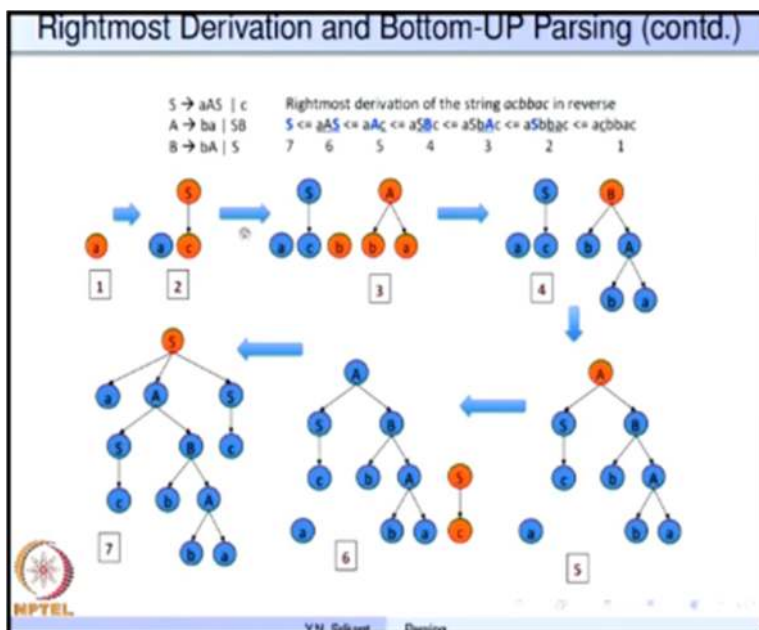 Rightmost Derivation and Bottom-UP Parsing (contd.)
S → aAS | c Rightmost derivation of the string acbbac in reverse
A → ba | SB S <= aAS <= aAc <= aSBc <= aSbAc <= aSbbac <= acbbac
B → bA | S 7 6 5 4 3 2 1
S S A S B
a a c a c b b a a c b A
1 2 3 4 b a
S A A
a A S S B S B
S B c c b A S c b A
c b A a b a c a b a
7 b a 6 5
NPTEL
Y.N. Srikant Parsing